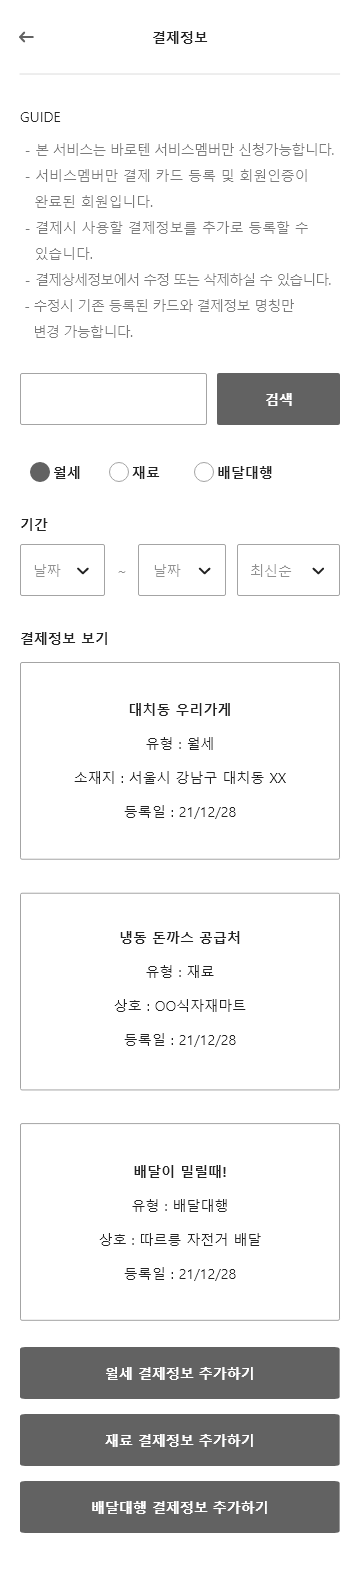 결제정보
GUIDE
- 본 서비스는 바로텐 서비스멤버만 신청가능합니다.
- 서비스멤버만 결제 카드 등록 및 회원인증이
완료된 회원입니다.
- 결제시 사용할 결제정보를 추가로 등록할 수
있습니다.
- 결제상세정보에서 수정 또는 삭제하실 수 있습니다.
- 수정시 기존 등록된 카드와 결제정보 명칭만
변경 가능합니다.
검색
월세 재료 배달대행
기간
날짜 ~ 날짜 최신순
결제정보 보기
대치동 우리가게
유형 : 월세
소재지 : 서울시 강남구 대치동 XX
등록일 : 21/12/28
냉동 돈까스 공급처
유형 : 재료
상호 : OO식자재마트
등록일 : 21/12/28
배달이 밀릴때!
유형 : 배달대행
상호 : 따르릉 자전거 배달
등록일 : 21/12/28
월세 결제정보 추가하기
재료 결제정보 추가하기
배달대행 결제정보 추가하기